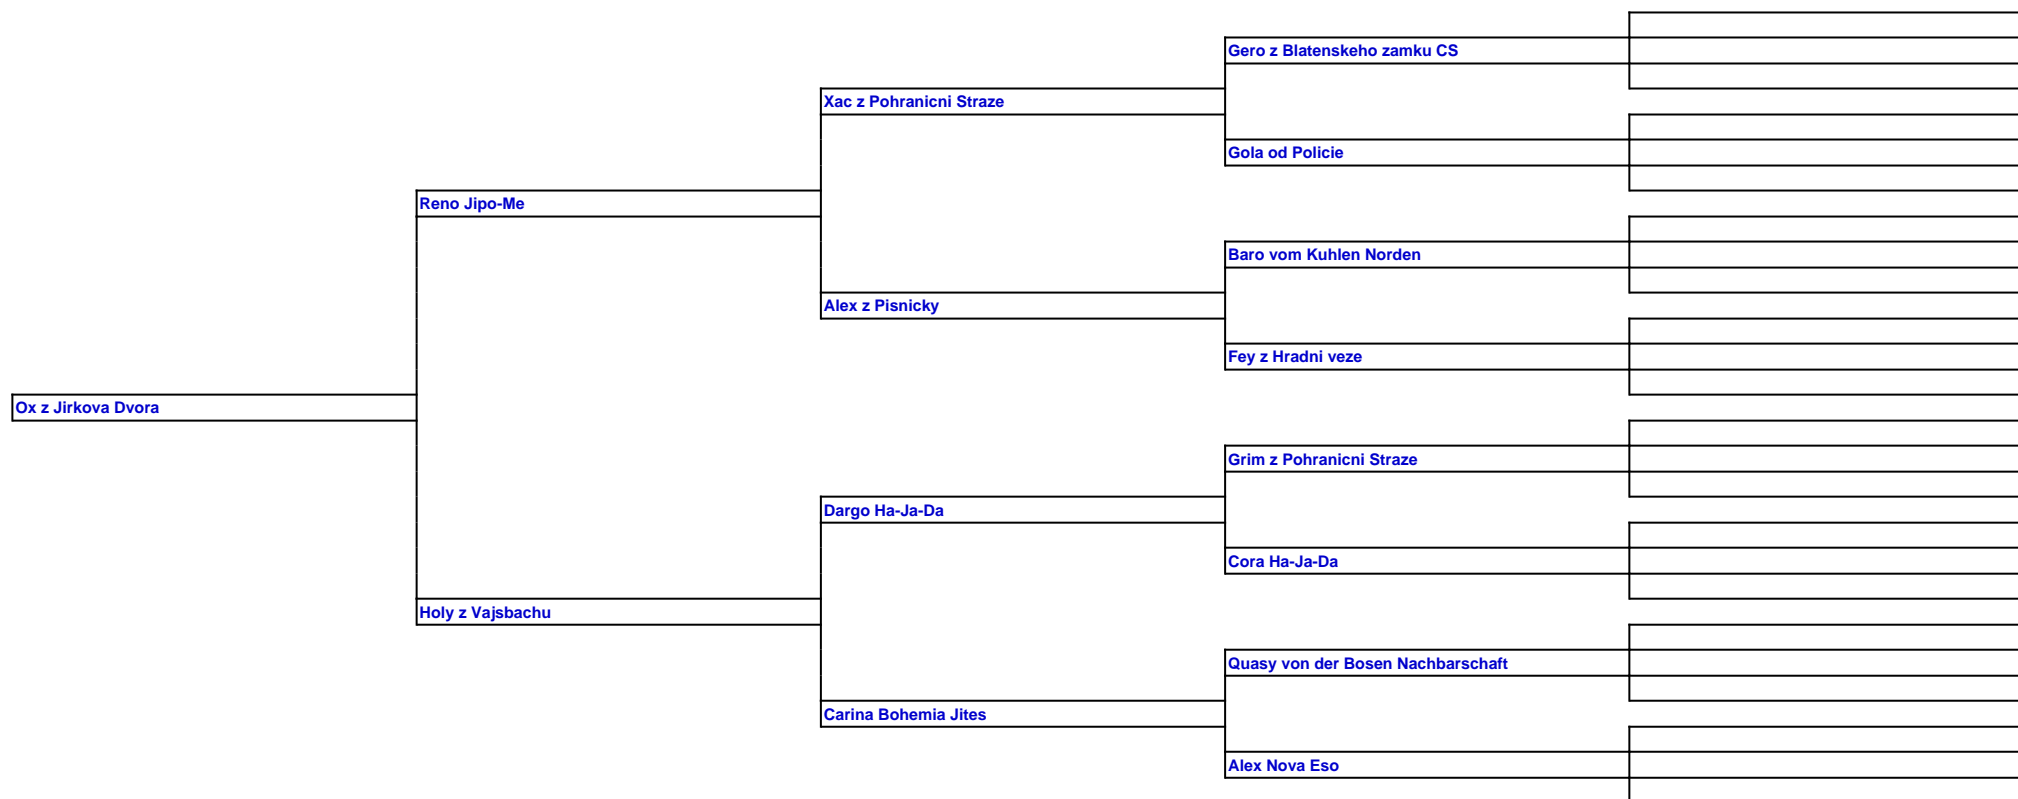 Gero z Blatenskeho zamku CS
Xac z Pohranicni Straze
Gola od Policie
Reno Jipo-Me
Baro vom Kuhlen Norden
Alex z Pisnicky
Fey z Hradni veze
Ox z Jirkova Dvora
Grim z Pohranicni Straze
Dargo Ha-Ja-Da
Cora Ha-Ja-Da
Holy z Vajsbachu
Quasy von der Bosen Nachbarschaft
Carina Bohemia Jites
Alex Nova Eso